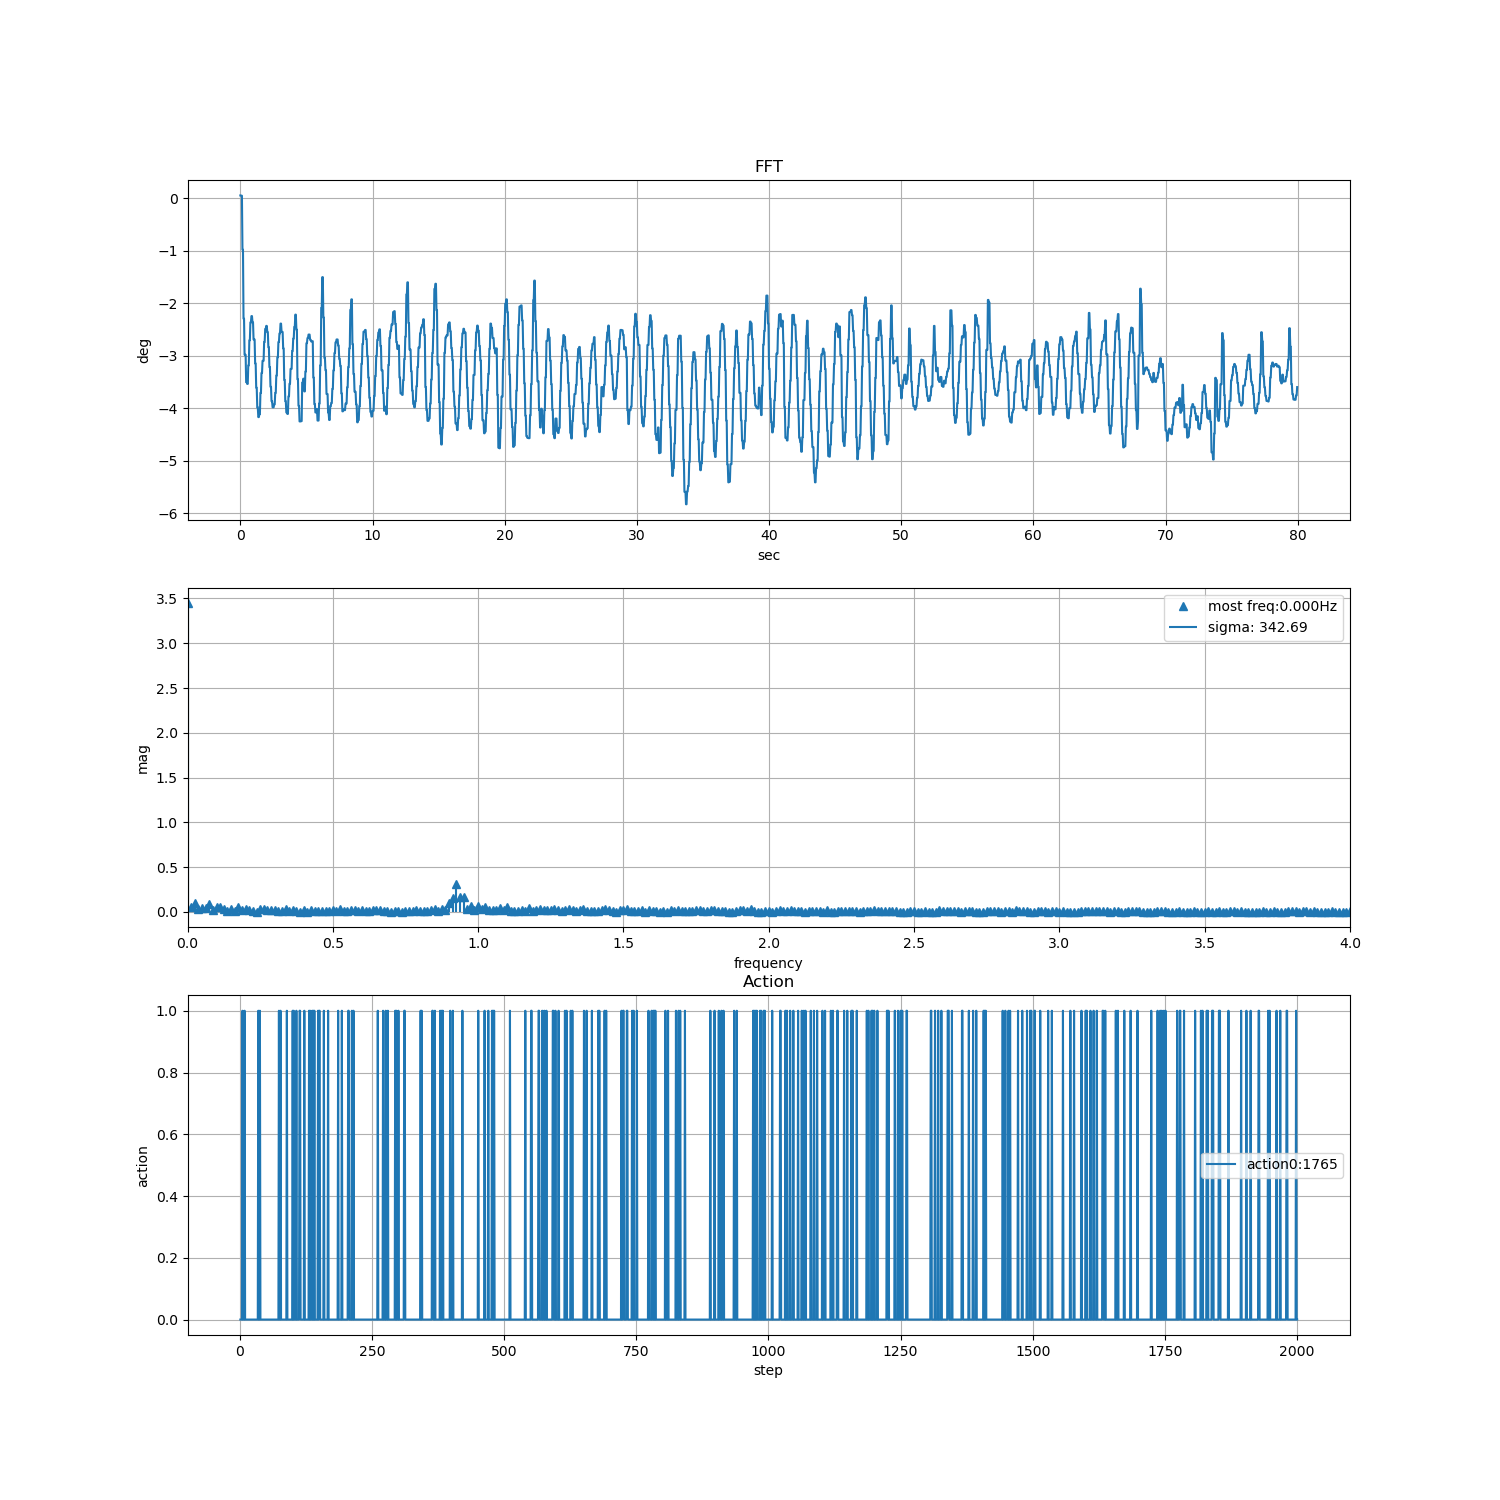 FFT
0
−1
−2
−3
−4
−5
−6
deg
0 10 20 30 40 50 60 70 80
sec
3.5
3.0
2.5
2.0
1.5
1.0
0.5
0.0
mag
most freq:0.000Hz
sigma: 342.69
0.0 0.5 1.0 1.5 2.0 2.5 3.0 3.5 4.0
frequency
Action
1.0
0.8
0.6
0.4
0.2
0.0
action
action0:1765
0 250 500 750 1000 1250 1500 1750 2000
step